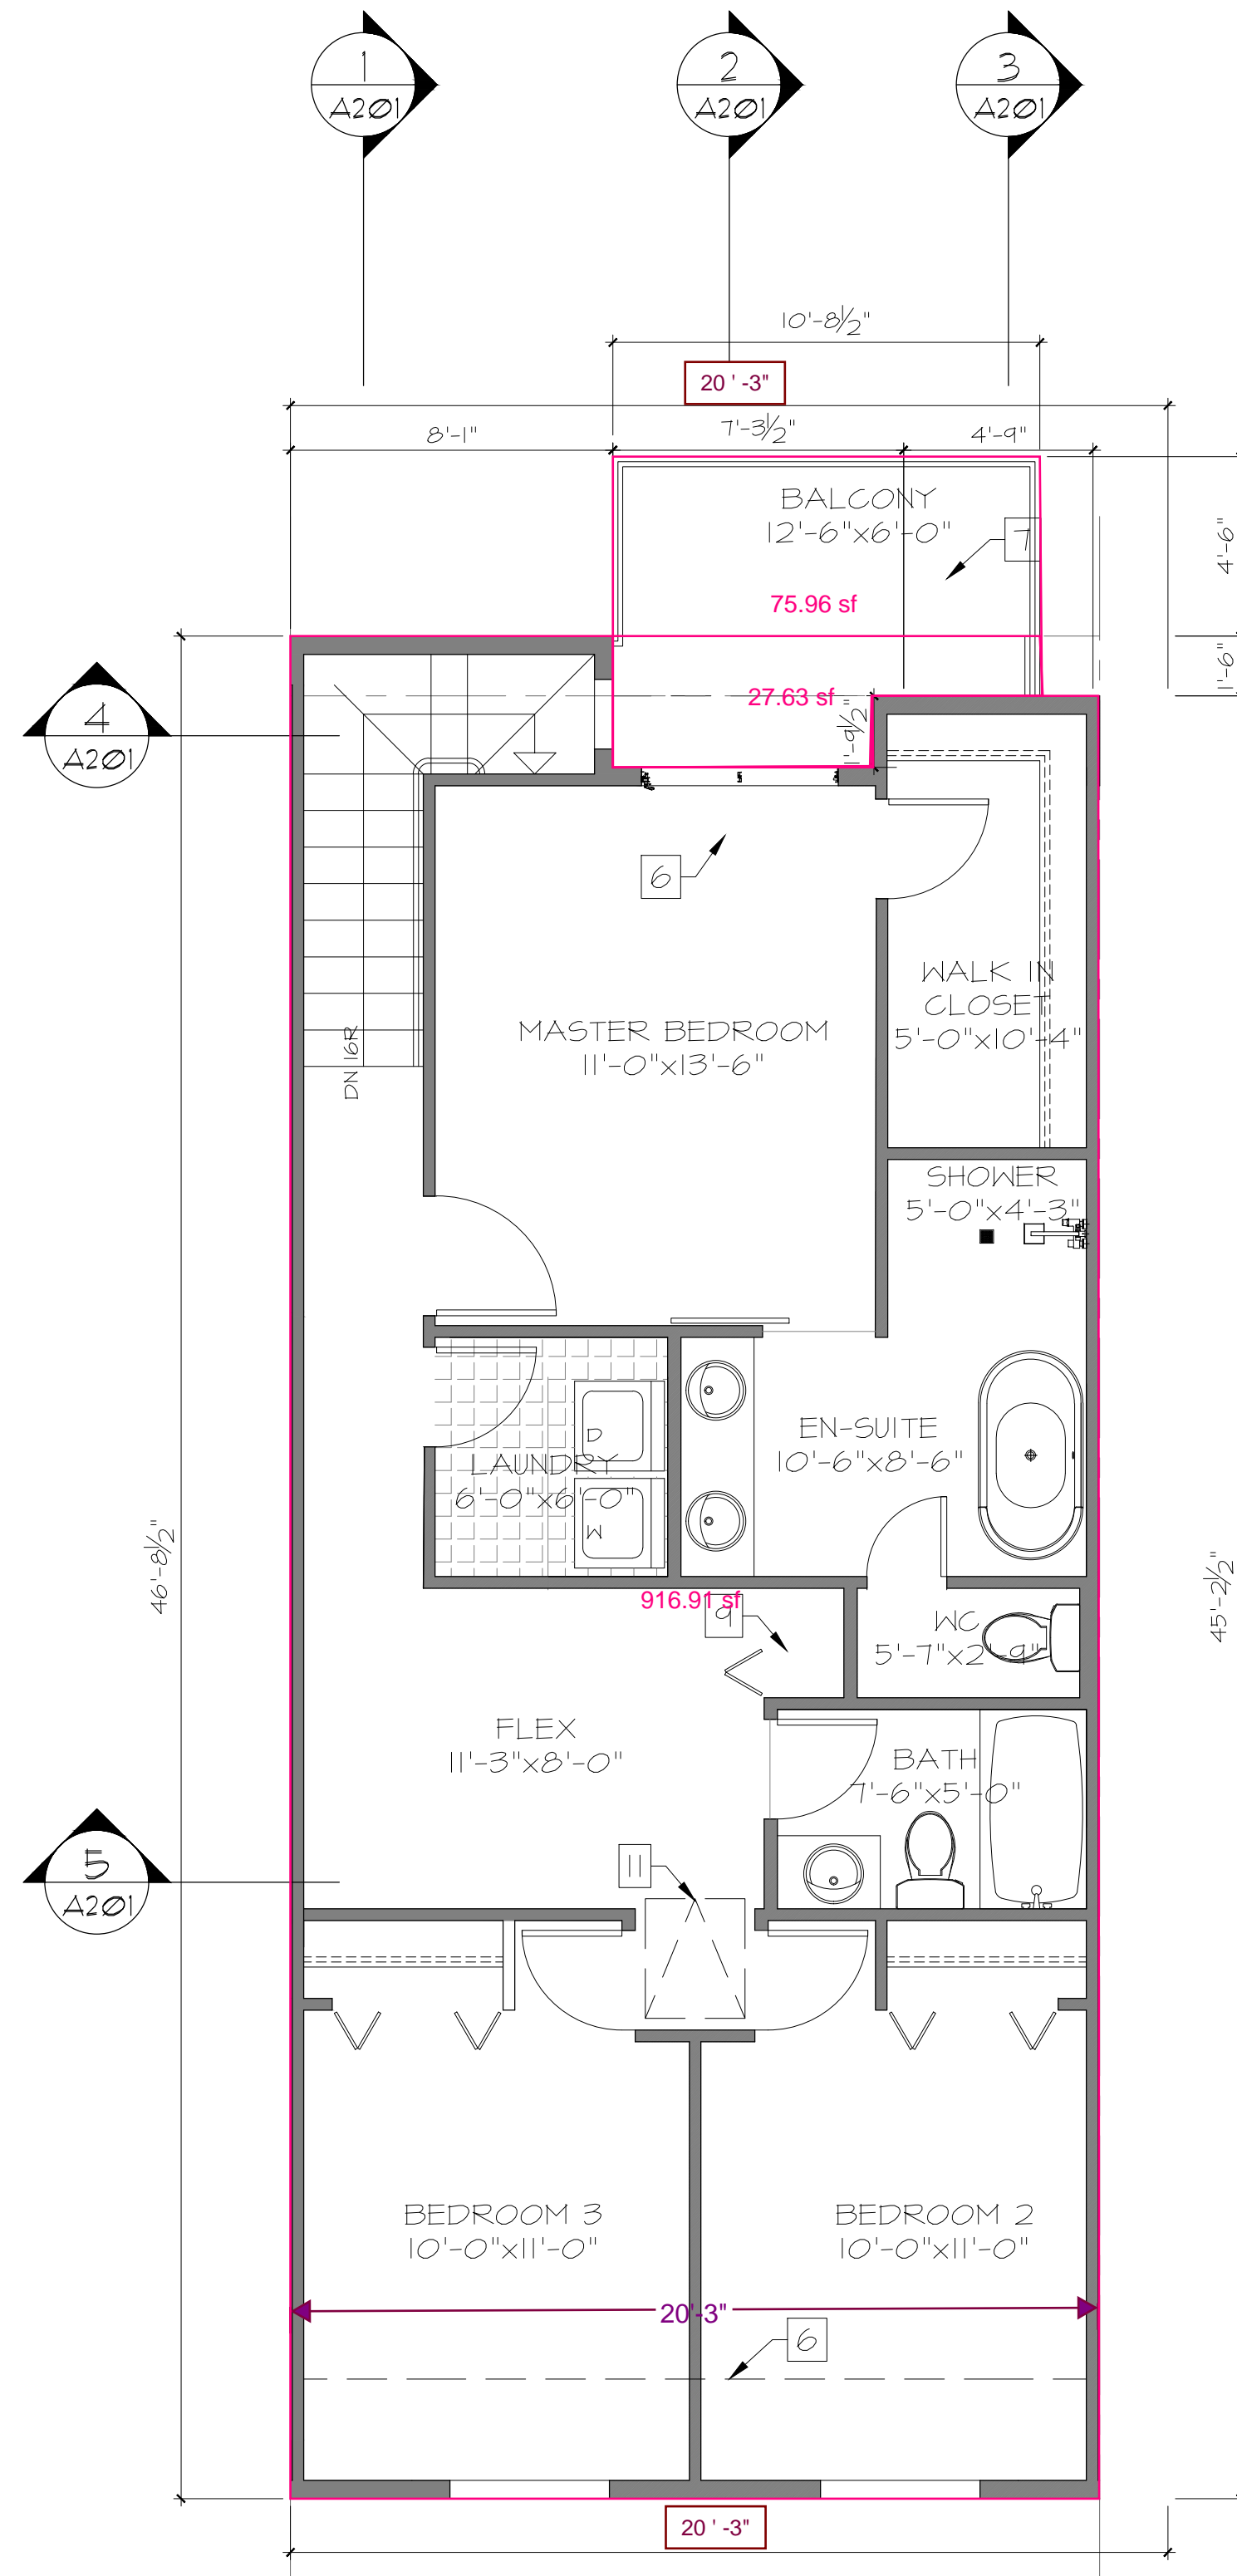 1
A2Ø1
2
A2Ø1
3
A2Ø1
10'-8½"
20 ' -3"
8'-1"
7'-3½"
4'-9"
BALCONY
12'-6"x6'-0"
7
4'-6"
75.96 sf
1'-6"
27.63 sf
1'-9½"
4
A2Ø1
6
WALK IN
CLOSET
5'-0"x10'-4"
MASTER BEDROOM
11'-0"x13'-6"
DN 16R
SHOWER
5'-0"x4'-3"
EN-SUITE
10'-6"x8'-6"
D
LAUNDRY
6'-0"x6'-0"
W
46'-8½"
45'-2½"
916.91 sf
9
WC
5'-7"x2'-9"
FLEX
11'-3"x8'-0"
BATH
7'-6"x5'-0"
11
5
A2Ø1
BEDROOM 3
10'-0"x11'-0"
BEDROOM 2
10'-0"x11'-0"
20'-3"
6
20 ' -3"